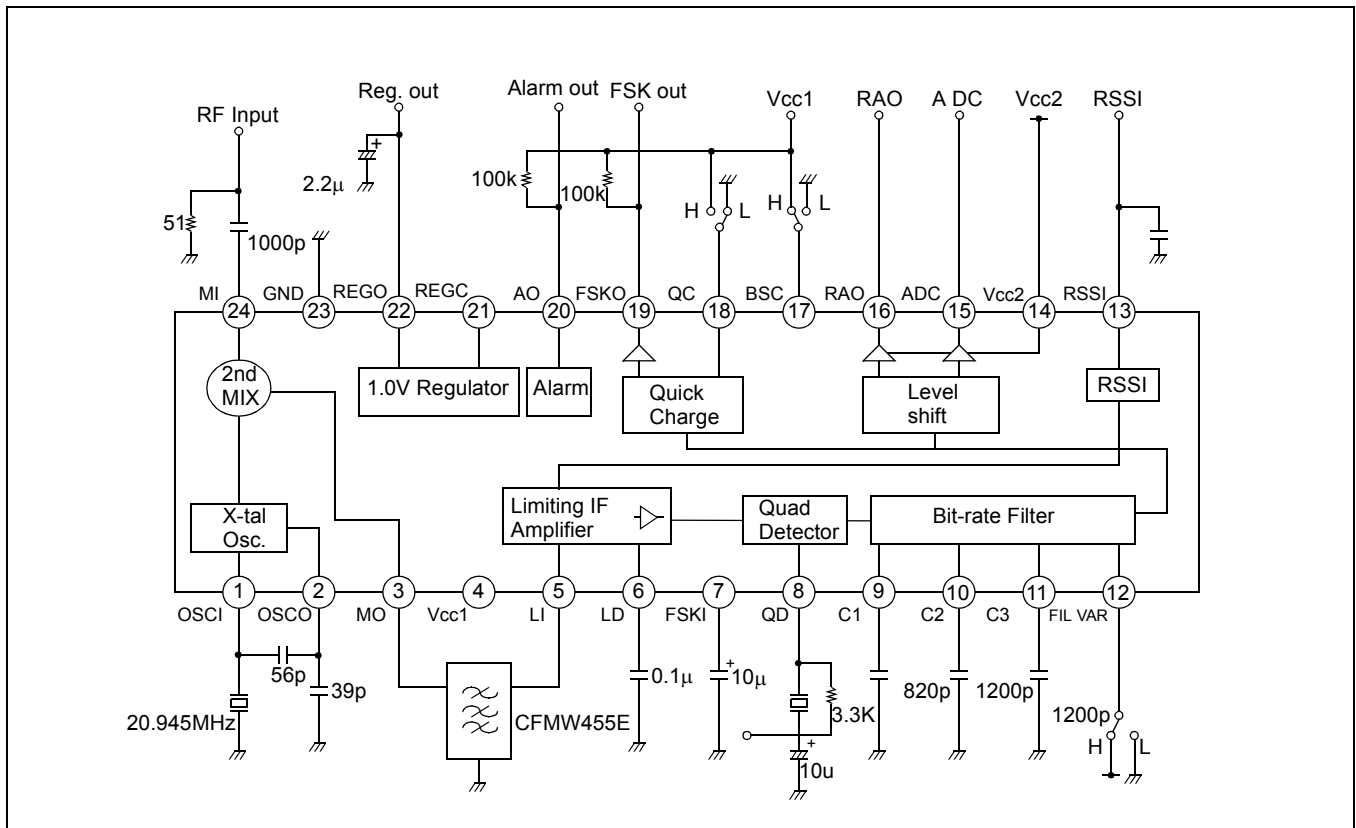 Alarm out FSK out
Reg. out Vcc1 RAO A DC Vcc2 RSSI
RF Input
+
2.2μ
100k 100k
H L H L
51
1000p
MI GND REGO REGC AO FSKO QC BSC RAO ADC Vcc2 RSSI
24 23 22 21 20 19 18 17 16 15 14 13
2nd
MIX
1.0V Regulator
Alarm
Quick
Charge
Level
shift
RSSI
X-tal
Osc.
Limiting IF
Amplifier
Quad
Detector
Bit-rate Filter
1 2 3 4 5 6 7 8 9 10 11 12
OSCI OSCO MO Vcc1 LI LD FSKI QD C1 C2 C3 FIL VAR
56p
39p
20.945MHz
CFMW455E
0.1μ
+
10μ
3.3K
+
10u
820p
1200p
1200p
H L